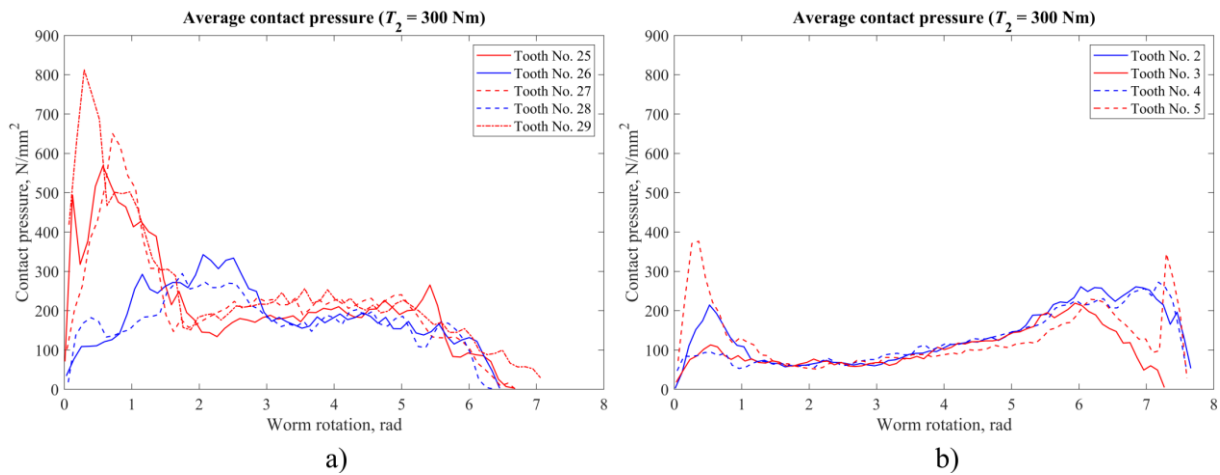 Average contact pressure (T₂ = 300 Nm)
900
800
700
600
500
400
300
200
100
0
Contact pressure, N/mm²
0 1 2 3 4 5 6 7 8
Worm rotation, rad
Tooth No. 25
Tooth No. 26
Tooth No. 27
Tooth No. 28
Tooth No. 29
a)
Average contact pressure (T₂ = 300 Nm)
900
800
700
600
500
400
300
200
100
0
Contact pressure, N/mm²
0 1 2 3 4 5 6 7 8
Worm rotation, rad
Tooth No. 2
Tooth No. 3
Tooth No. 4
Tooth No. 5
b)